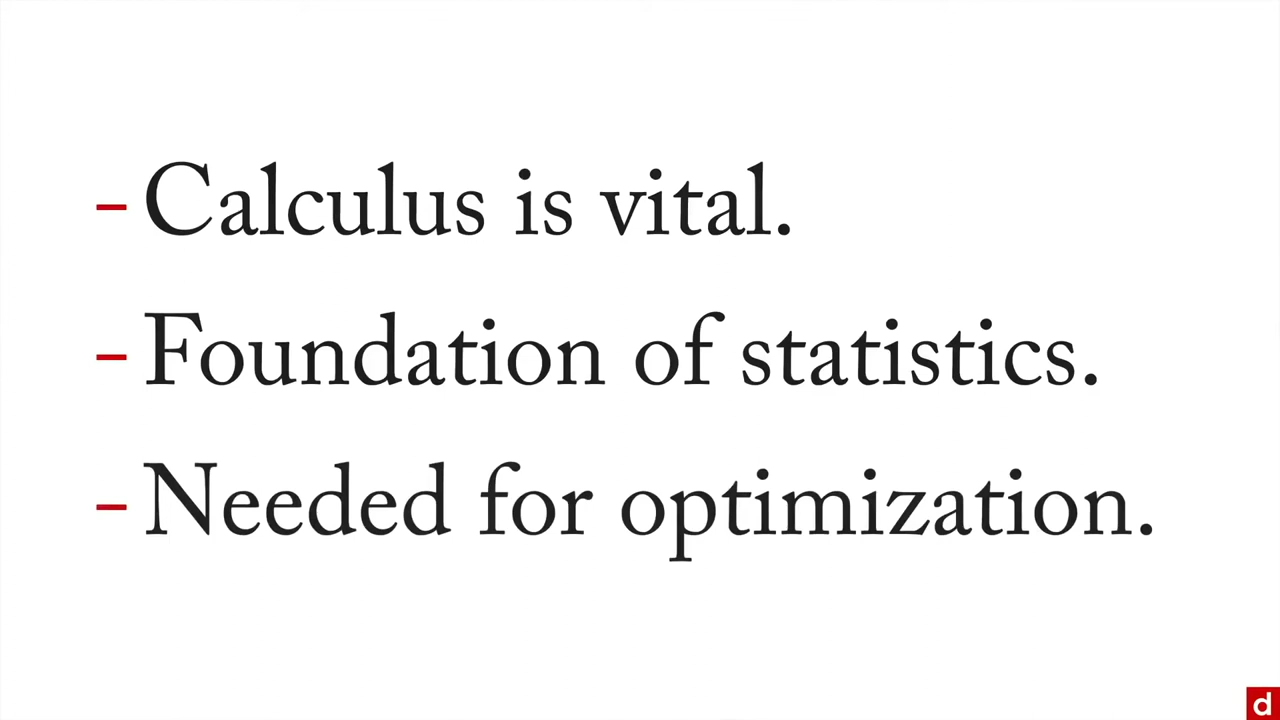 - Calculus is vital.
- Foundation of statistics.
- Needed for optimization.
d